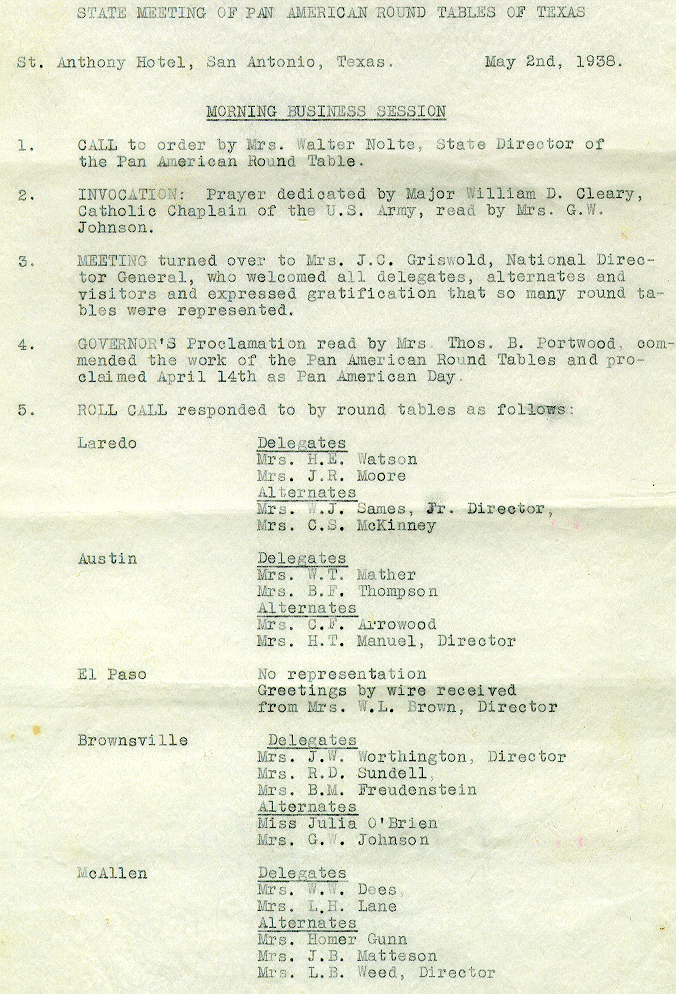 STATE MEETING OF PAN AMERICAN ROUND TABLES OF TEXAS
St. Anthony Hotel, San Antonio, Texas. May 2nd, 1938.
MORNING BUSINESS SESSION
1. CALL to order by Mrs. Walter Nolte, State Director of
the Pan American Round Table.
2. INVOCATION: Prayer dedicated by Major William D. Cleary,
Catholic Chaplain of the U.S. Army, read by Mrs. G.W.
Johnson.
3. MEETING turned over to Mrs. J.C. Griswold, National Direc-
tor General, who welcomed all delegates, alternates and
visitors and expressed gratification that so many round ta-
bles were represented.
4. GOVERNOR'S Proclamation read by Mrs. Thos. B. Portwood, com-
mended the work of the Pan American Round Tables and pro-
claimed April 14th as Pan American Day.
5. ROLL CALL responded to by round tables as follows:
Laredo Delegates
Mrs. H.E. Watson
Mrs. J.R. Moore
Alternates
Mrs. W.J. Sames, Jr. Director,
Mrs. C.S. McKinney
Austin Delegates
Mrs. W.T. Mather
Mrs. B.F. Thompson
Alternates
Mrs. C.F. Arrowood
Mrs. H.T. Manuel, Director
El Paso No representation
Greetings by wire received
from Mrs. W.L. Brown, Director
Brownsville Delegates
Mrs. J.W. Worthington, Director
Mrs. R.D. Sundell,
Mrs. B.M. Freudenstein
Alternates
Miss Julia O'Brien
Mrs. G.W. Johnson
McAllen Delegates
Mrs. W.W. Dees,
Mrs. L.H. Lane
Alternates
Mrs. Homer Gunn
Mrs. J.B. Matteson
Mrs. L.B. Weed, Director